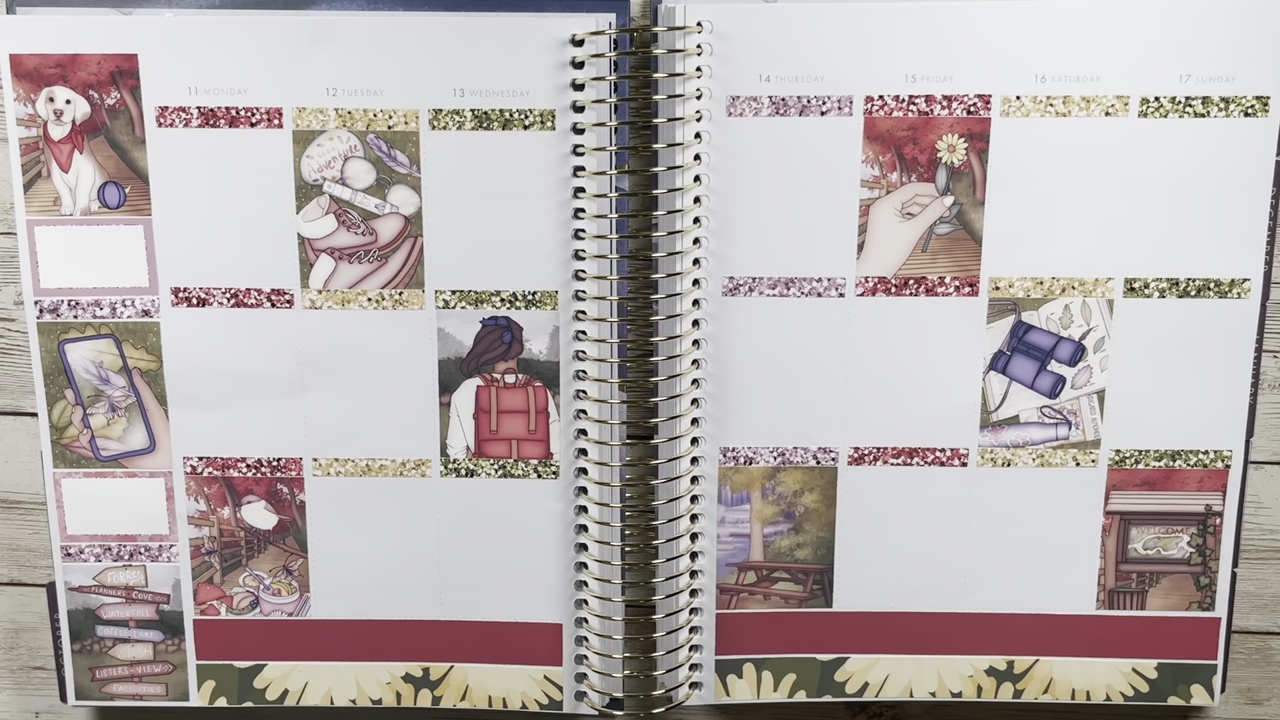 11 MONDAY
12 TUESDAY
13 WEDNESDAY
14 THURSDAY
15 FRIDAY
16 SATURDAY
17 SUNDAY
Adventure
FOREST
PLANNERS COVE
WATERFALL
COFFEE LAKE
LISTERS-VIEW
FACILITIES
WELCOME